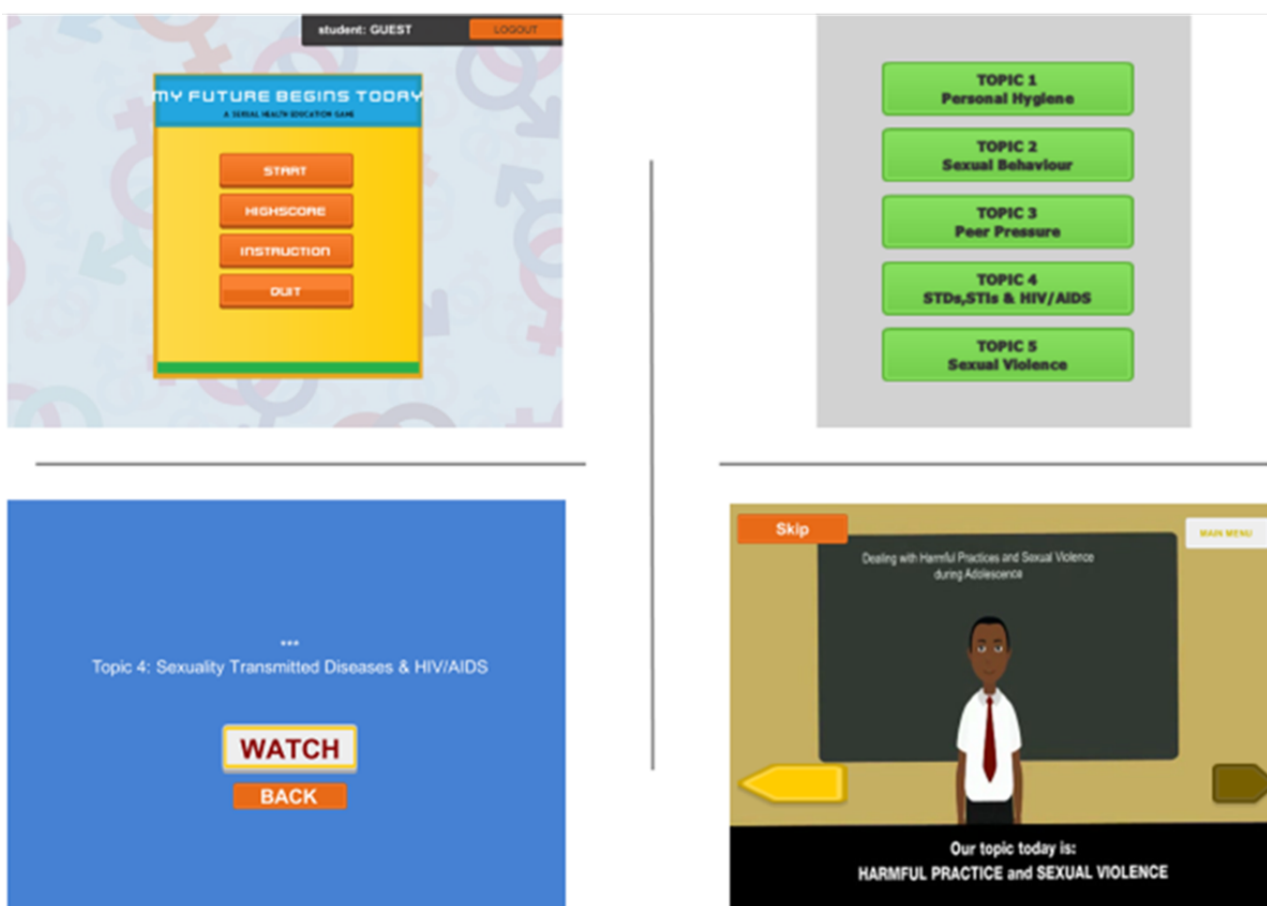 student: GUEST
LOGOUT
MY FUTURE BEGINS TODAY
A SEXUAL HEALTH EDUCATION GAME
START
HIGHSCORE
INSTRUCTION
QUIT
TOPIC 1
Personal Hygiene
TOPIC 2
Sexual Behaviour
TOPIC 3
Peer Pressure
TOPIC 4
STDs,STIs & HIV/AIDS
TOPIC 5
Sexual Violence
***
Topic 4: Sexuality Transmitted Diseases & HIV/AIDS
WATCH
BACK
Skip
MAIN MENU
Dealing with Harmful Practices and Sexual Violence
during Adolescence
Our topic today is:
HARMFUL PRACTICE and SEXUAL VIOLENCE